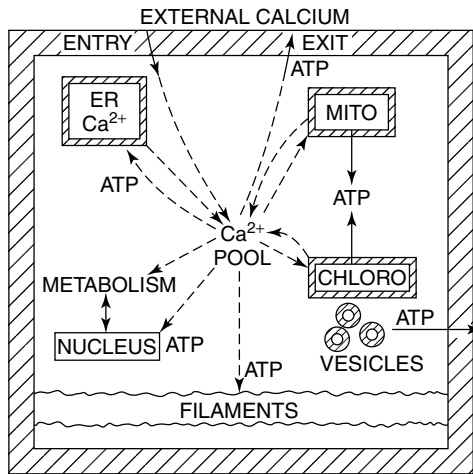 EXTERNAL CALCIUM
ENTRY
EXIT
ATP
ER
Ca²⁺
MITO
ATP
ATP
Ca²⁺
POOL
CHLORO
METABOLISM
NUCLEUS
ATP
ATP
VESICLES
ATP
FILAMENTS